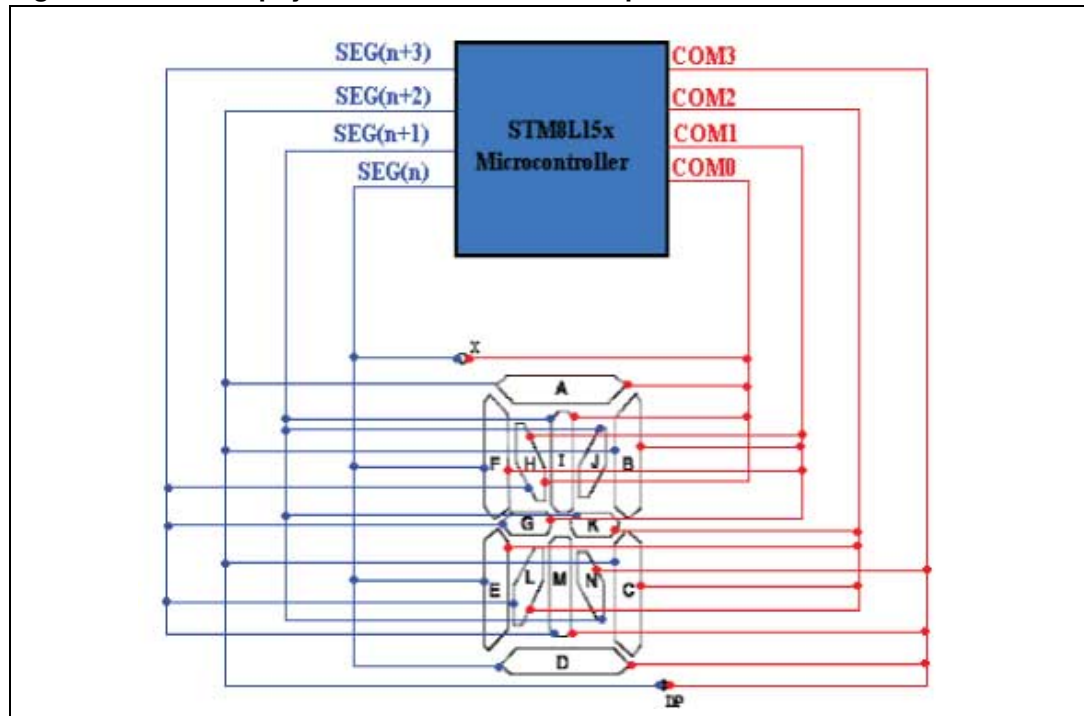 SEG(n+3)
COM3
SEG(n+2)
COM2
SEG(n+1)
COM1
SEG(n)
COM0
STM8L15x
Microcontroller
X
A
F
H
I
J
B
G
K
E
L
M
N
C
D
DP